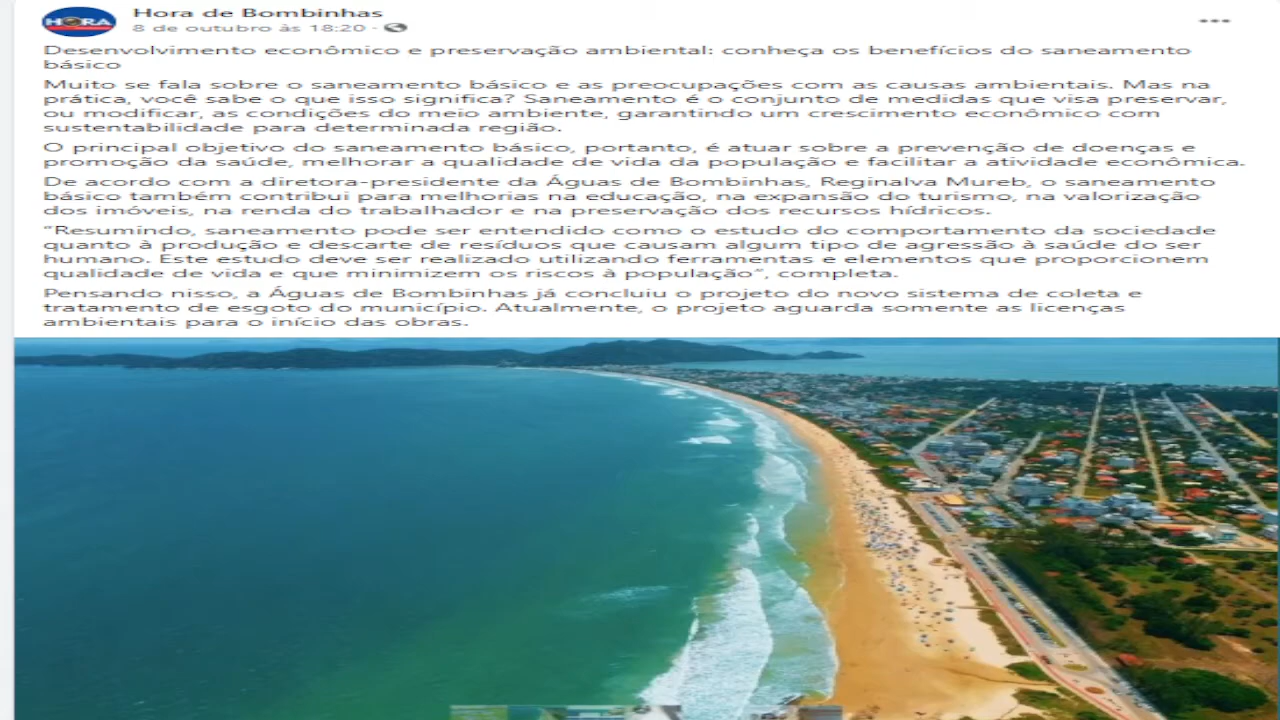 HORA
Hora de Bombinhas
8 de outubro às 18:20 ·
Desenvolvimento econômico e preservação ambiental: conheça os benefícios do saneamento
básico
Muito se fala sobre o saneamento básico e as preocupações com as causas ambientais. Mas na
prática, você sabe o que isso significa? Saneamento é o conjunto de medidas que visa preservar,
ou modificar, as condições do meio ambiente, garantindo um crescimento econômico com
sustentabilidade para determinada região.
O principal objetivo do saneamento básico, portanto, é atuar sobre a prevenção de doenças e
promoção da saúde, melhorar a qualidade de vida da população e facilitar a atividade econômica.
De acordo com a diretora-presidente da Águas de Bombinhas, Reginalva Mureb, o saneamento
básico também contribui para melhorias na educação, na expansão do turismo, na valorização
dos imóveis, na renda do trabalhador e na preservação dos recursos hídricos.
“Resumindo, saneamento pode ser entendido como o estudo do comportamento da sociedade
quanto à produção e descarte de resíduos que causam algum tipo de agressão à saúde do ser
humano. Este estudo deve ser realizado utilizando ferramentas e elementos que proporcionem
qualidade de vida e que minimizem os riscos à população”, completa.
Pensando nisso, a Águas de Bombinhas já concluiu o projeto do novo sistema de coleta e
tratamento de esgoto do município. Atualmente, o projeto aguarda somente as licenças
ambientais para o início das obras.